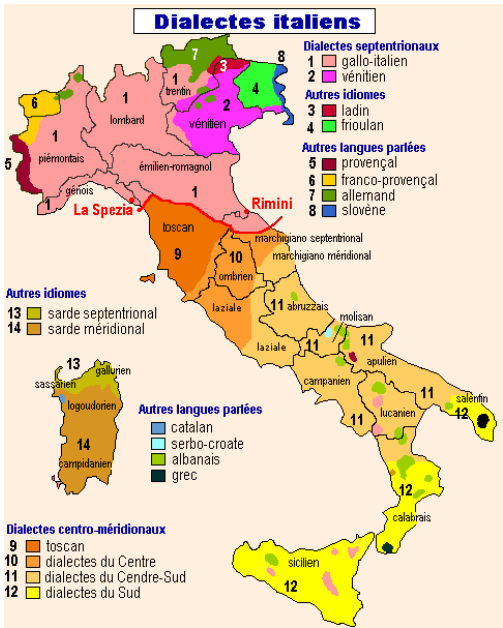 Dialectes italiens
Dialectes septentrionaux
1 gallo-italien
2 vénitien
Autres idiomes
3 ladin
4 frioulan
Autres langues parlées
5 provençal
6 franco-provençal
7 allemand
8 slovène
7
8
3
6
1
1
1
trentin
2
4
lombard
vénitien
1
piémontais
5
émilien-romagnol
génois
1
1
La Spezia
Rimini
toscan
marchigiano septentrional
9
10
marchigiano méridional
ombrien
Autres idiomes
13 sarde septentrional
14 sarde méridional
laziale
11
abruzzais
molisan
laziale
11
11
apulien
13
gallurien
sassarien
logoudorien
campanien
11
salentin
12
lucanien
11
14
campidanien
Autres langues parlées
catalan
serbo-croate
albanais
grec
12
calabrais
Dialectes centro-méridionaux
9 toscan
10 dialectes du Centre
11 dialectes du Cendre-Sud
12 dialectes du Sud
sicilien
12